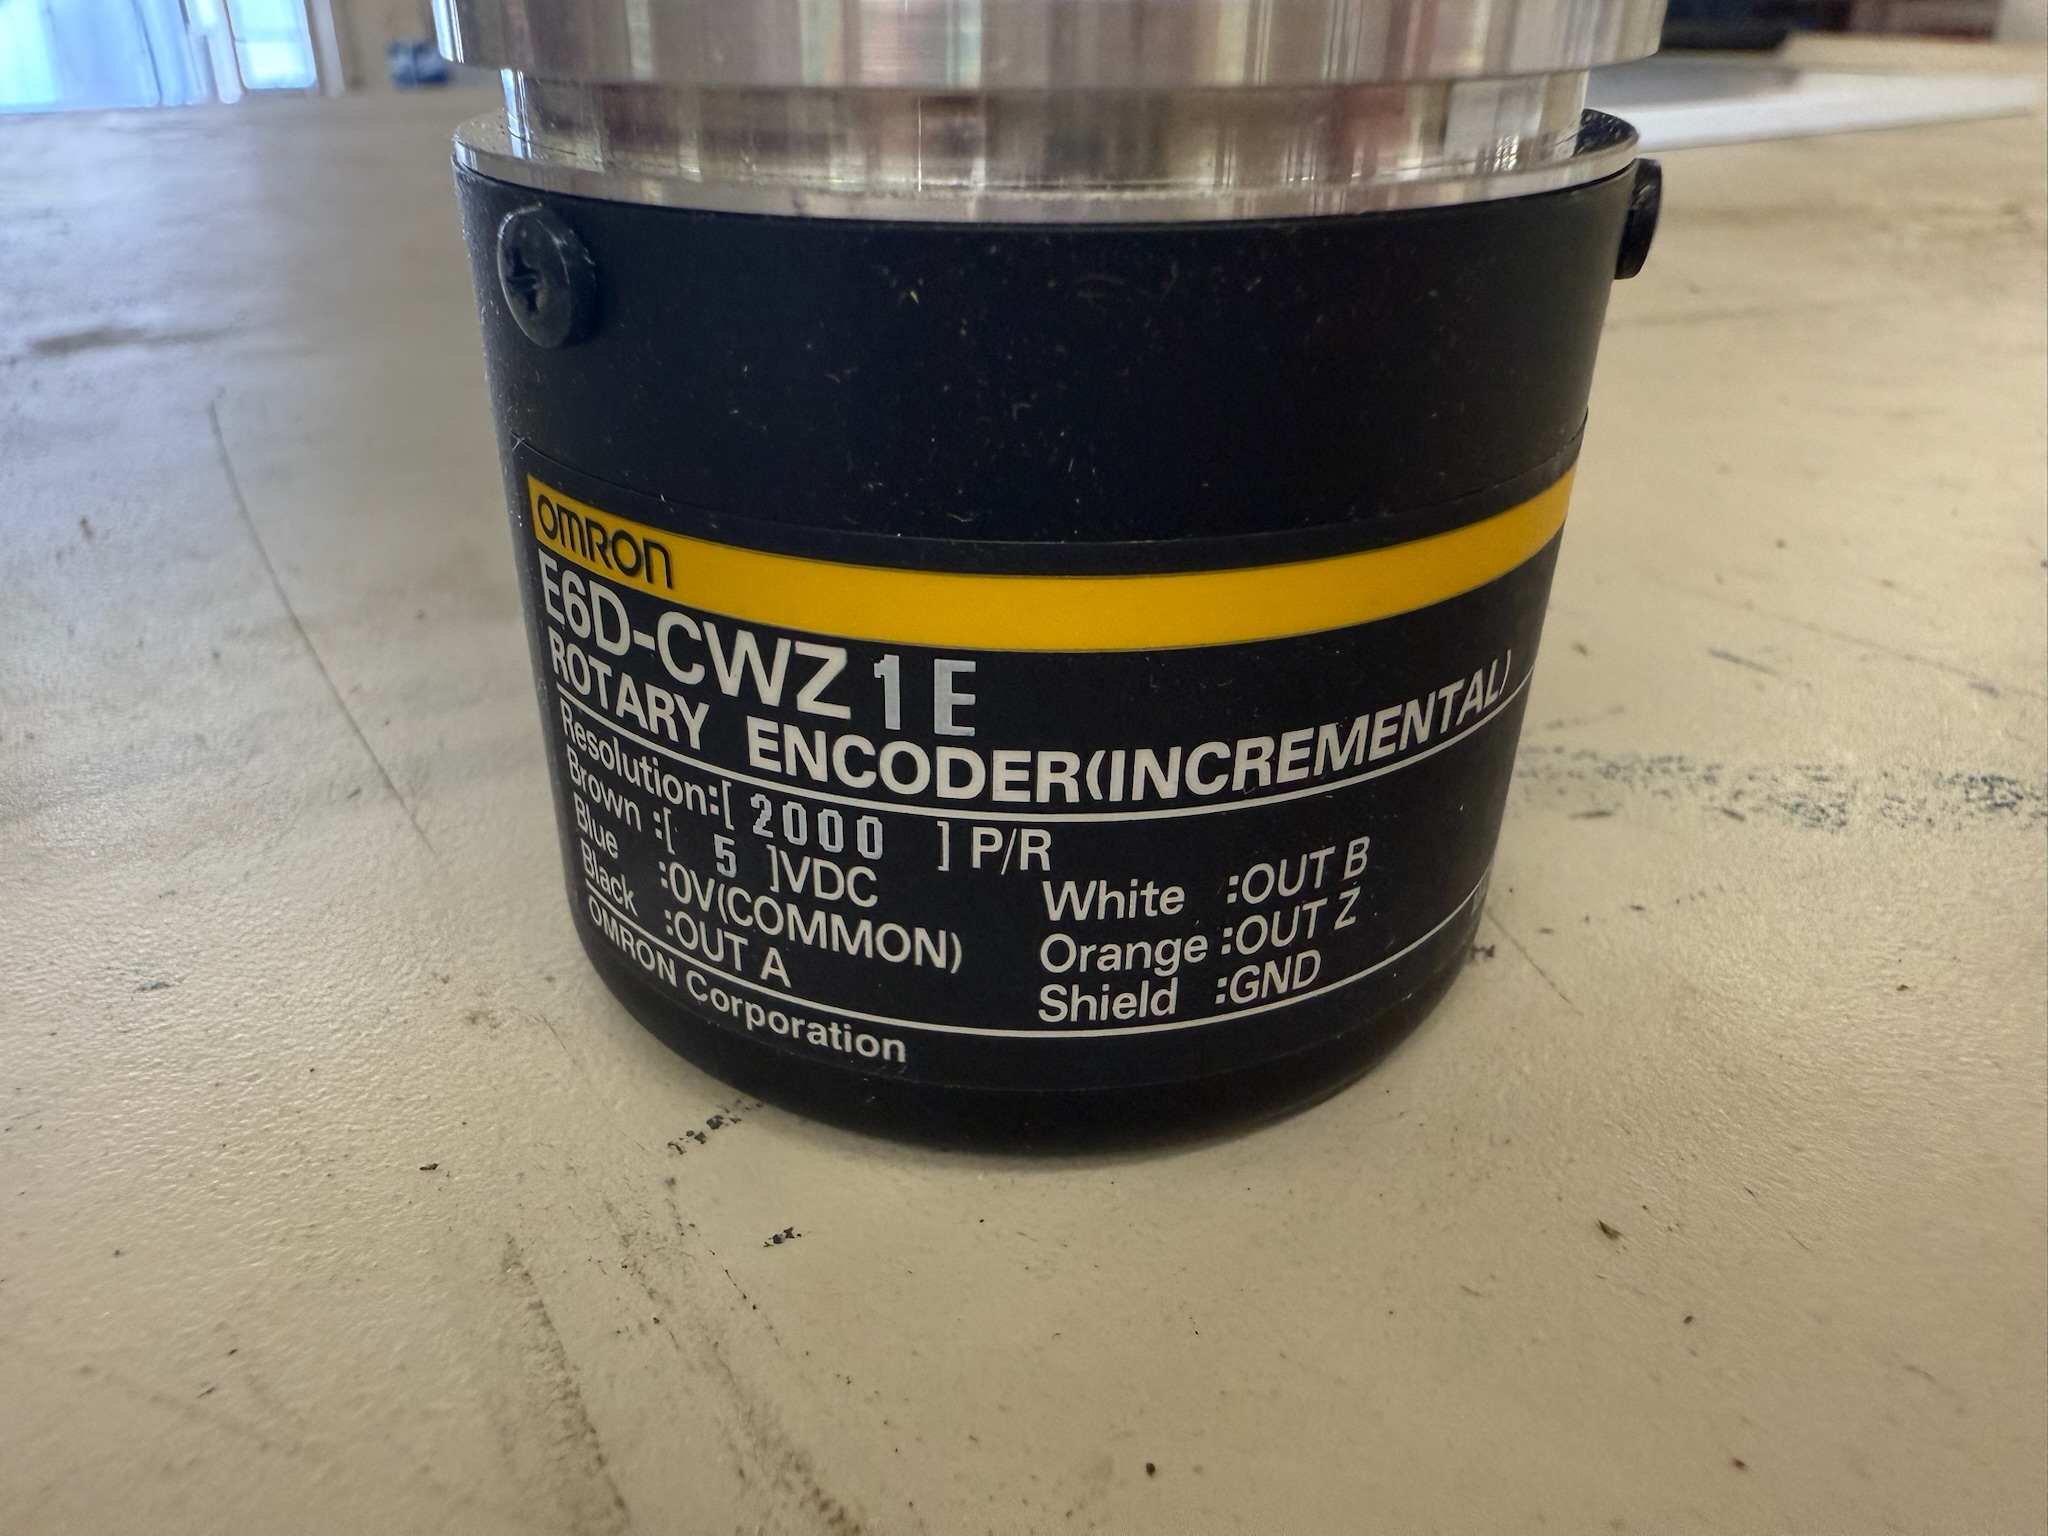 OMRON
E6D-CWZ1E
ROTARY ENCODER(INCREMENTAL)
Resolution:[ 2000 ] P/R
Brown :[ 5 ]VDC
Blue :0V(COMMON)
Black :OUT A
White :OUT B
Orange :OUT Z
Shield :GND
OMRON Corporation